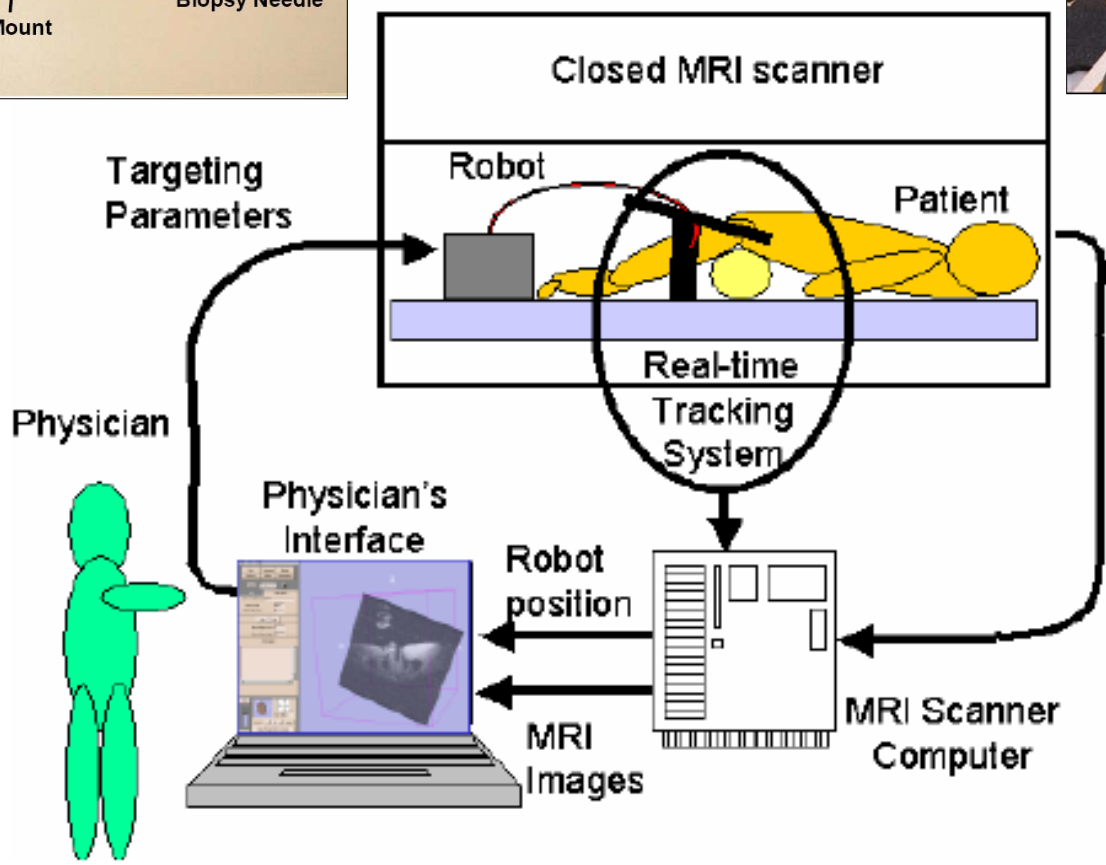 Biopsy Needle
Mount
Closed MRI scanner
Targeting
Parameters
Robot
Patient
Real-time
Tracking
System
Physician
Physician's
Interface
Robot
position
MRI
Images
MRI Scanner
Computer